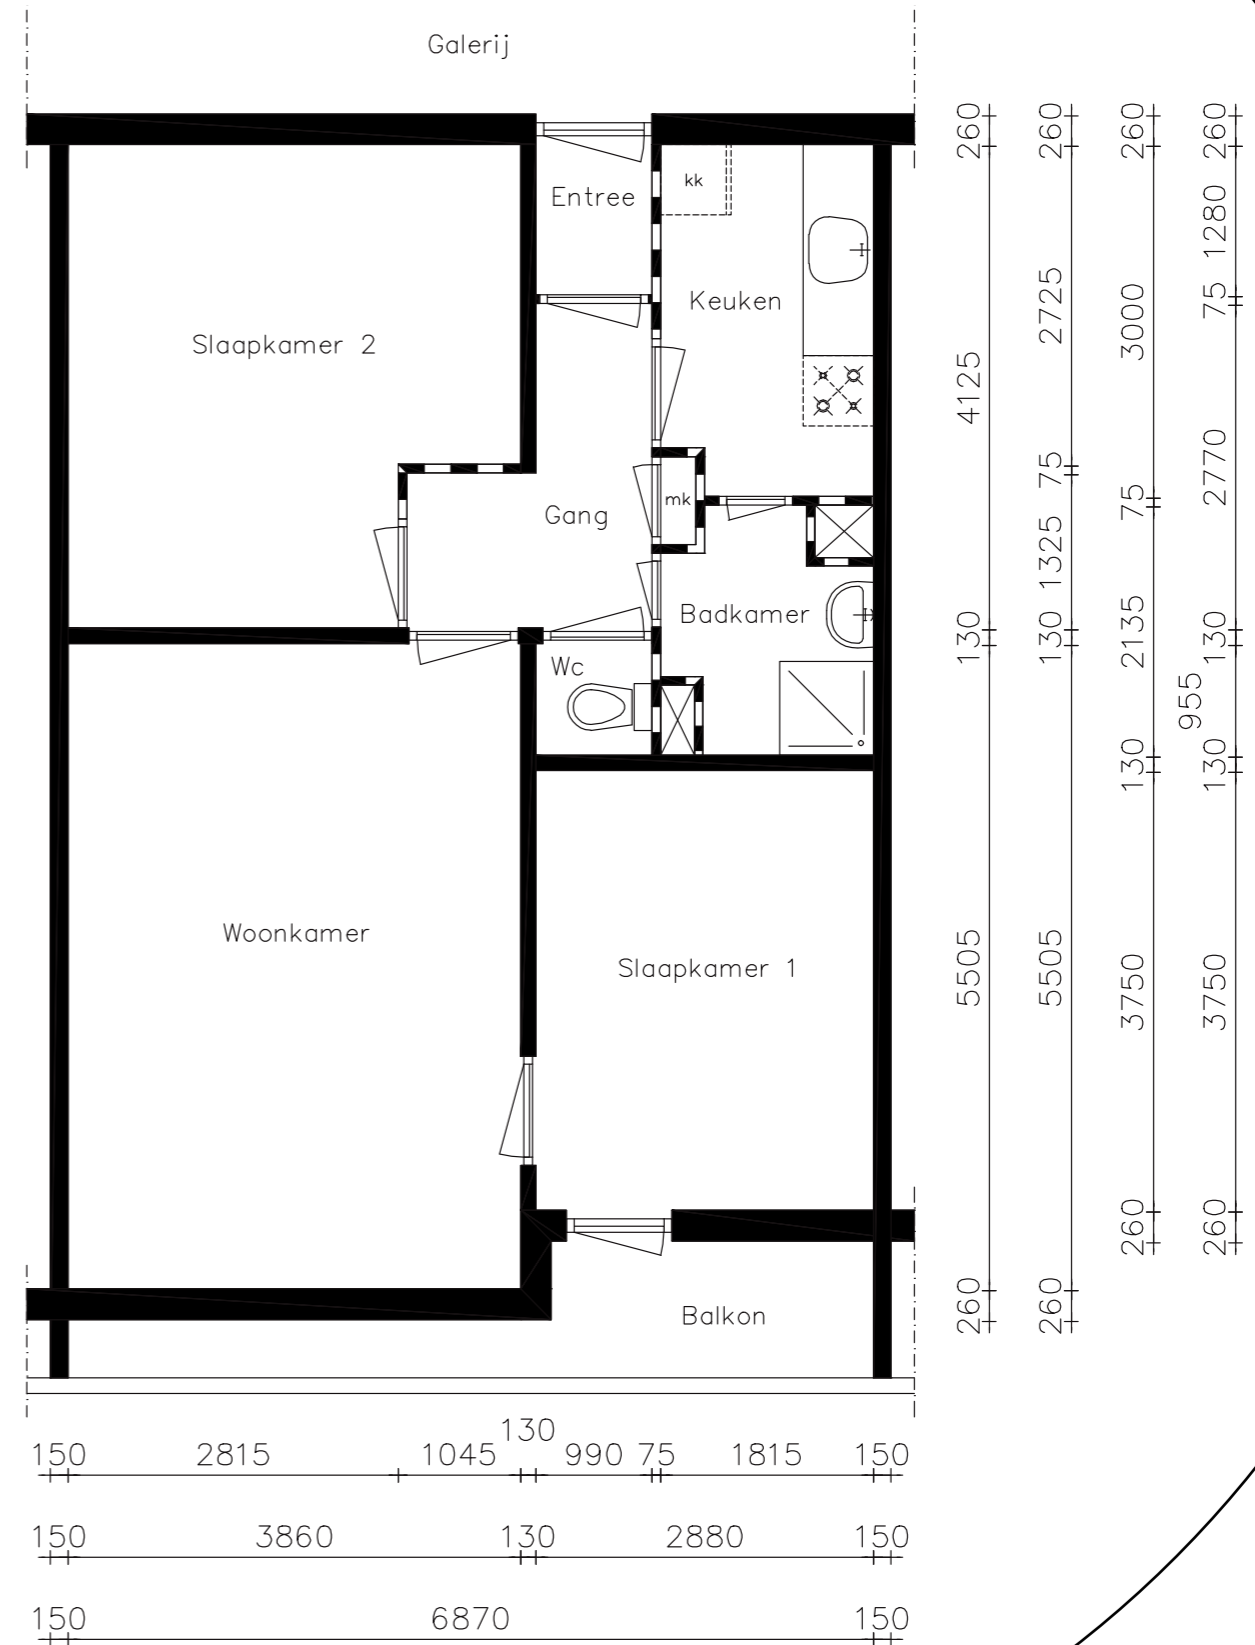 Galerij
kk
Entree
Keuken
Slaapkamer 2
mk
Gang
Badkamer
Wc
Woonkamer
Slaapkamer 1
Balkon
260 4125 130 5505 260
260 2725 75 1325 130 5505 260
260 3000 75 2135 130 3750 260
260 1280 75 2770 130 955 130 3750 260
150 2815 1045 130 990 75 1815 150
150 3860 130 2880 150
150 6870 150